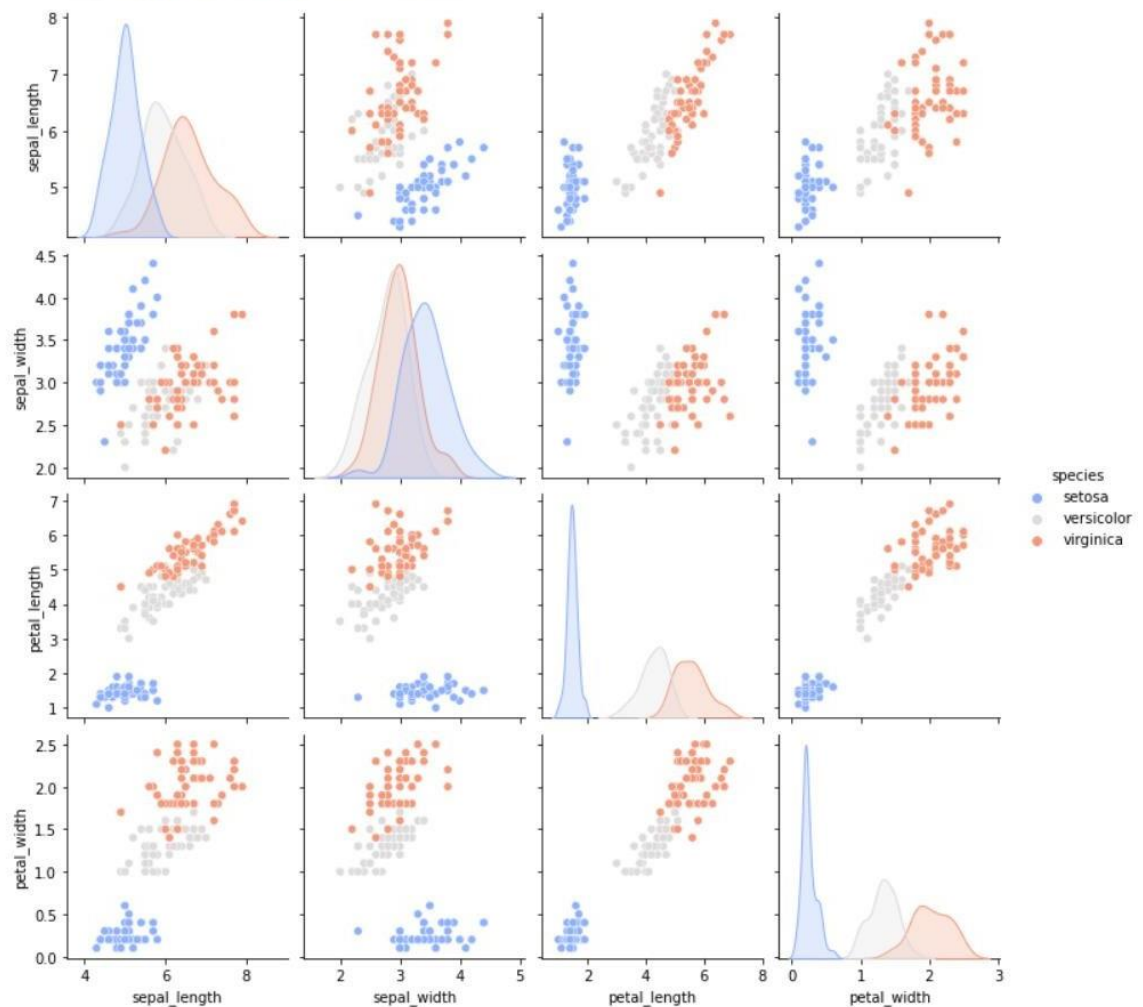 8
7
6
5
sepal_length
4.5
4.0
3.5
3.0
2.5
2.0
sepal_width
7
6
5
4
3
2
1
petal_length
2.5
2.0
1.5
1.0
0.5
0.0
petal_width
4 6 8
2 3 4 5
2 4 6 8
0 1 2 3
sepal_length
sepal_width
petal_length
petal_width
species
setosa
versicolor
virginica